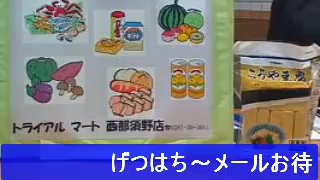 こうや豆腐
トライアル マート 西那須野店
げつはち～メールお待